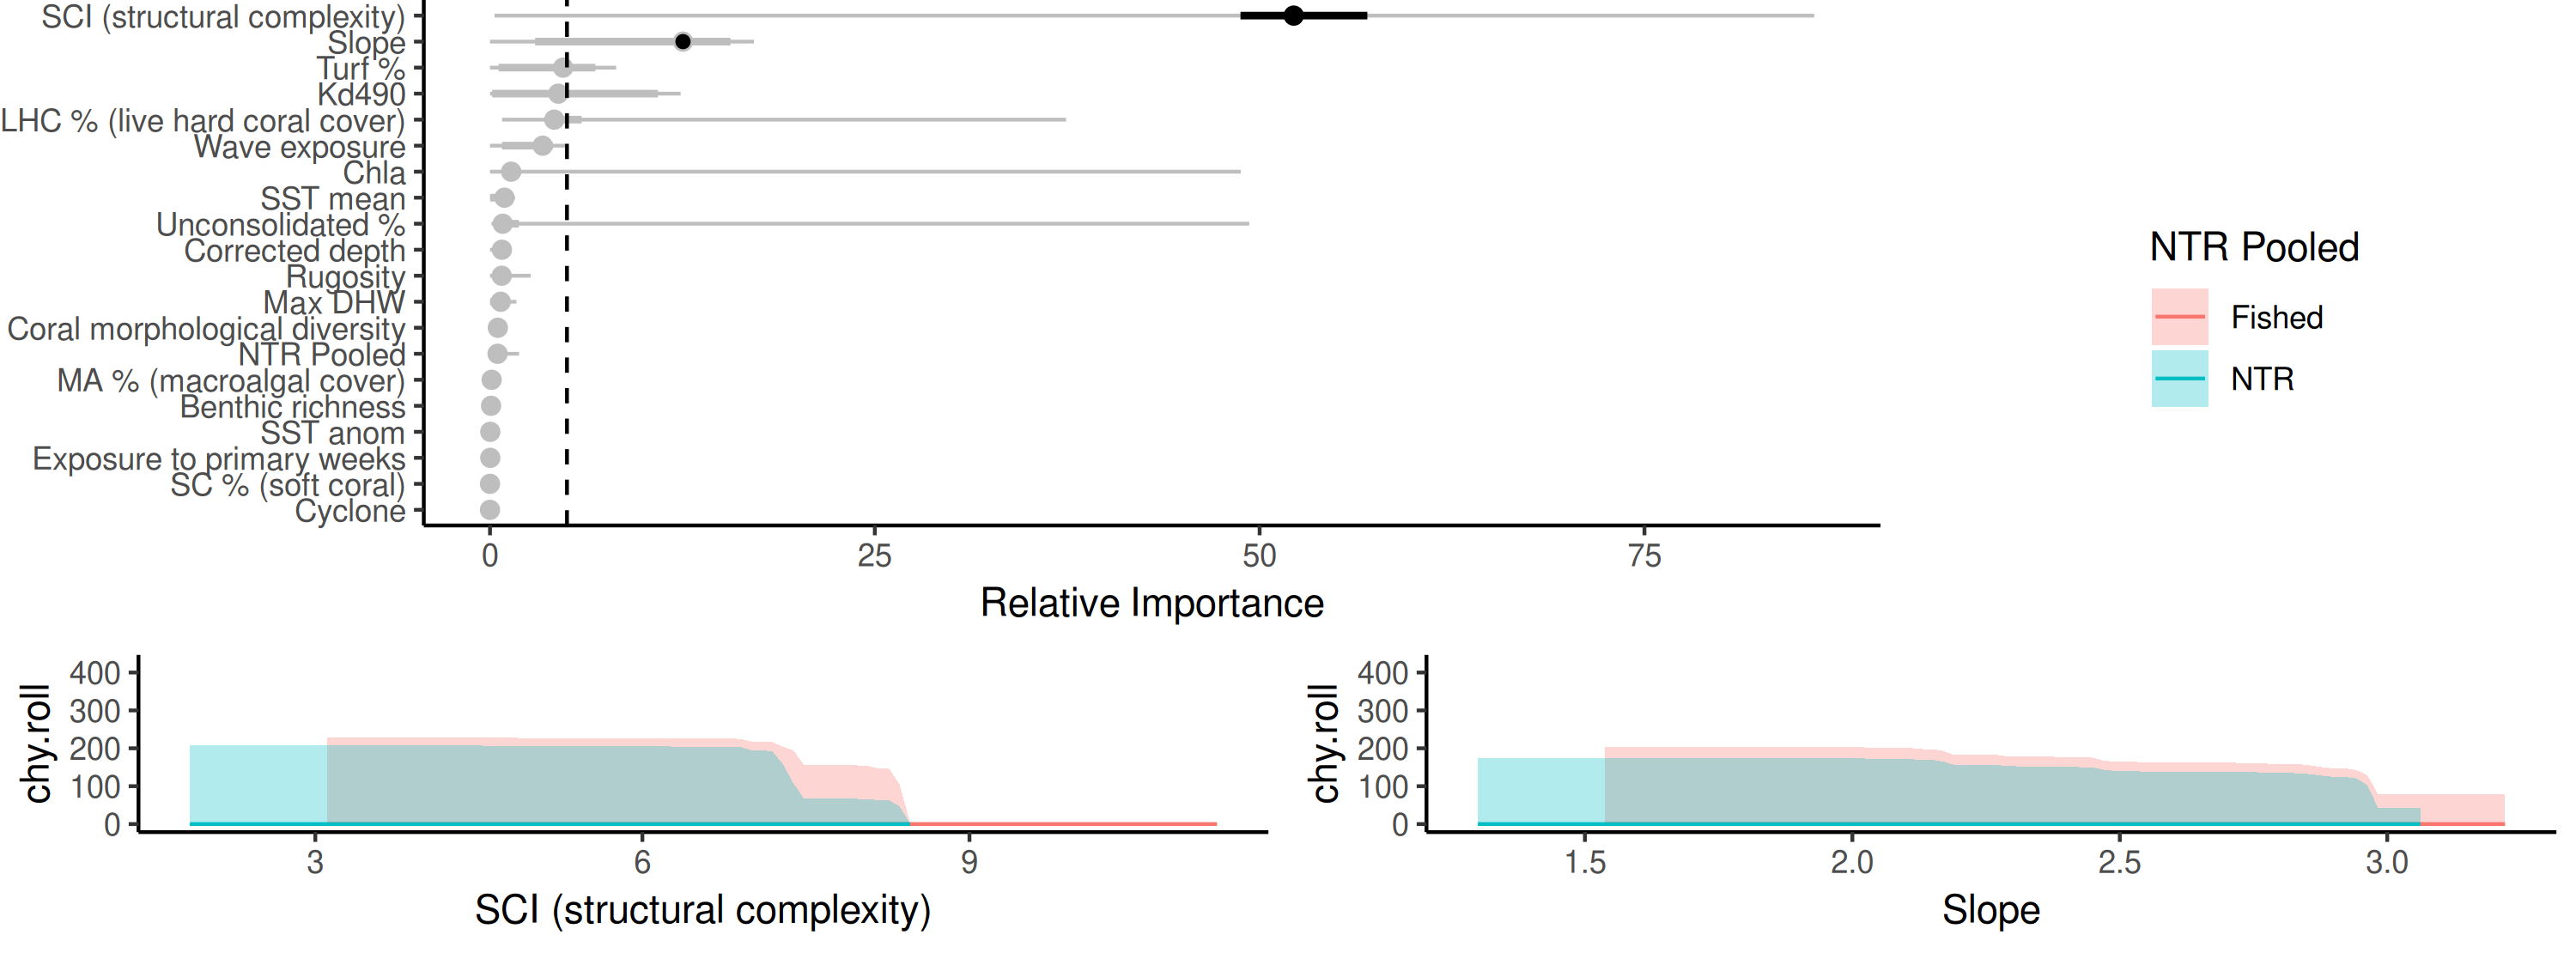 SCI (structural complexity)
Slope
Turf %
Kd490
LHC % (live hard coral cover)
Wave exposure
Chla
SST mean
Unconsolidated %
Corrected depth
Rugosity
Max DHW
Coral morphological diversity
NTR Pooled
MA % (macroalgal cover)
Benthic richness
SST anom
Exposure to primary weeks
SC % (soft coral)
Cyclone
0 25 50 75
Relative Importance
NTR Pooled
Fished
NTR
chy.roll
400
300
200
100
0
3 6 9
SCI (structural complexity)
chy.roll
400
300
200
100
0
1.5 2.0 2.5 3.0
Slope